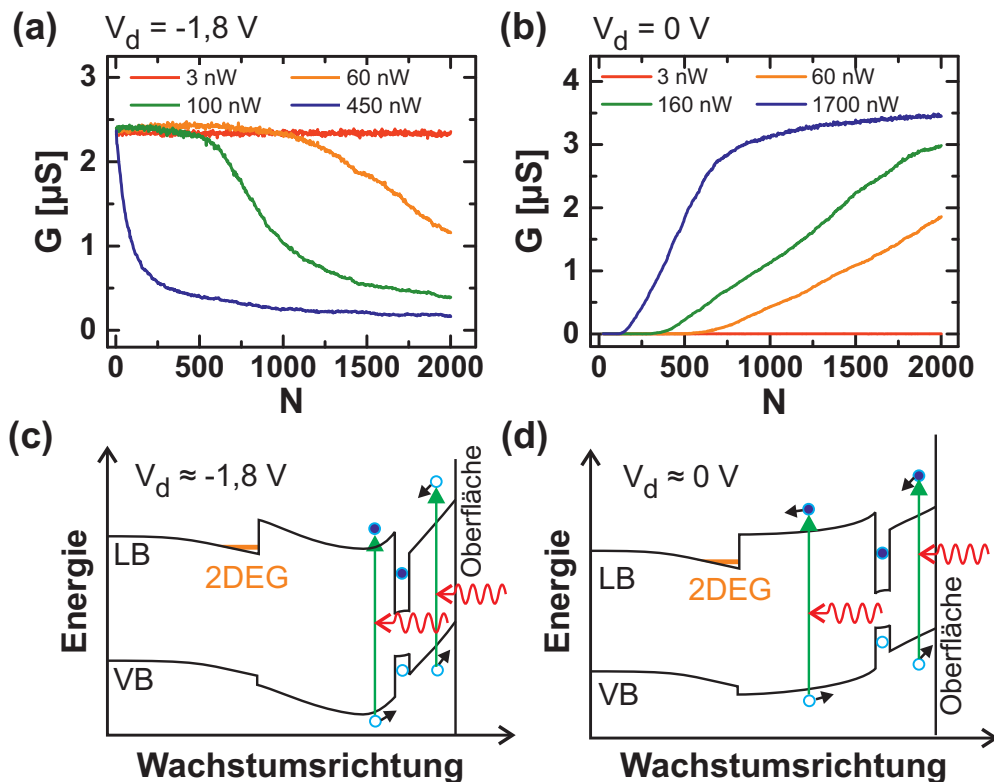 (a) V_d = -1,8 V
3 nW 60 nW
100 nW 450 nW
G [µS]
3
2
1
0
0 500 1000 1500 2000
N
(b) V_d = 0 V
3 nW 60 nW
160 nW 1700 nW
G [µS]
4
3
2
1
0
0 500 1000 1500 2000
N
(c)
V_d ≈ -1,8 V
Oberfläche
LB
2DEG
VB
Energie
Wachstumsrichtung
(d)
V_d ≈ 0 V
LB
2DEG
VB
Oberfläche
Energie
Wachstumsrichtung